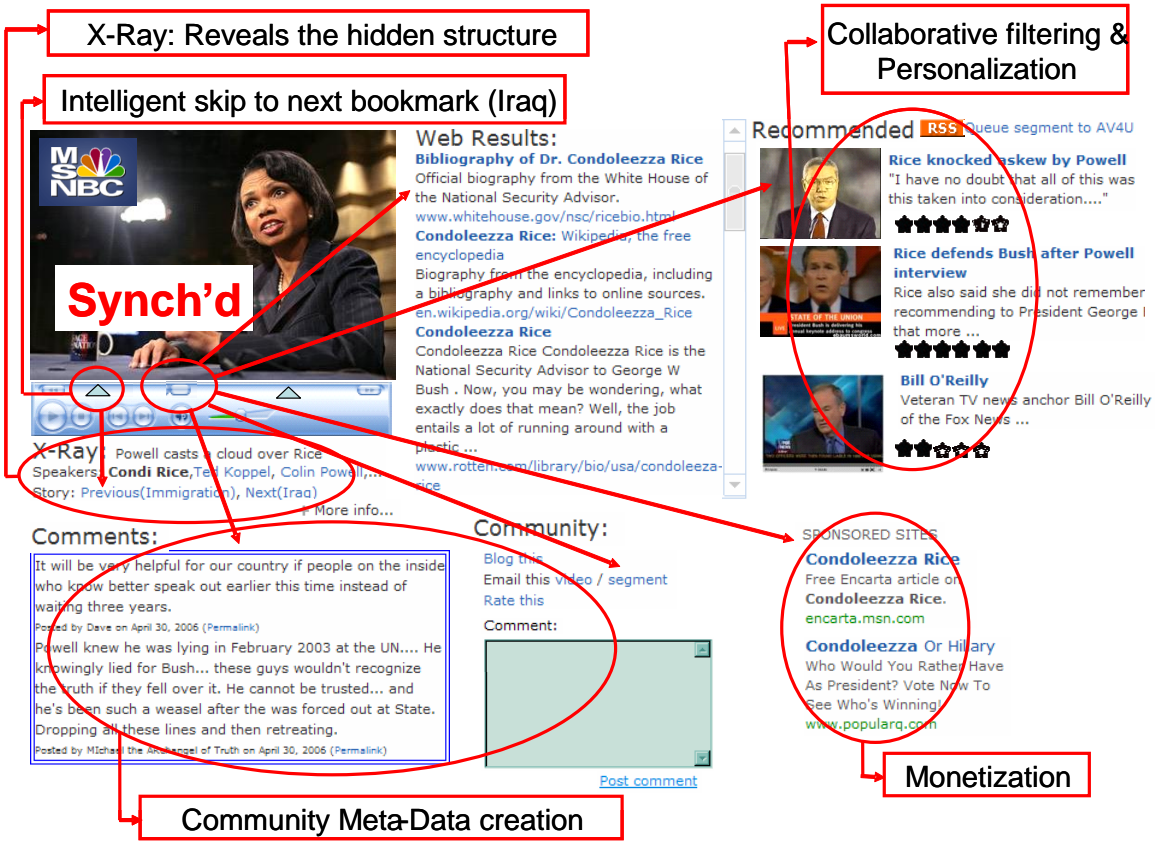 X-Ray: Reveals the hidden structure
Collaborative filtering &
Personalization
Intelligent skip to next bookmark (Iraq)
MSNBC
Synch’d
Web Results:
Bibliography of Dr. Condoleezza Rice
Official biography from the White House of
the National Security Advisor.
www.whitehouse.gov/nsc/ricebio.html
Condoleezza Rice: Wikipedia, the free
encyclopedia
Biography from the encyclopedia, including
a bibliography and links to online sources.
en.wikipedia.org/wiki/Condoleezza_Rice
Condoleezza Rice
Condoleezza Rice Condoleezza Rice is the
National Security Advisor to George W
Bush . Now, you may be wondering, what
exactly does that mean? Well, the job
entails a lot of running around with a
plastic ...
www.rotten.com/library/bio/usa/condoleeza-
rice
Recommended RSS Queue segment to AV4U
Rice knocked askew by Powell
"I have no doubt that all of this was
this taken into consideration...."
Rice defends Bush after Powell
interview
Rice also said she did not remember
recommending to President George
that more ...
LIVE
STATE OF THE UNION
President Bush is delivering his
annual keynote address to congress
Bill O'Reilly
Veteran TV news anchor Bill O'Reilly
of the Fox News ...
X-Ray: Powell casts a cloud over Rice
Speakers: Condi Rice,Ted Koppel, Colin Powell,...
Story: Previous(Immigration), Next(Iraq)
More info...
Comments:
It will be very helpful for our country if people on the inside
who know better speak out earlier this time instead of
waiting three years.
Posted by Dave on April 30, 2006 (Permalink)
Powell knew he was lying in February 2003 at the UN.... He
knowingly lied for Bush... these guys wouldn't recognize
the truth if they fell over it. He cannot be trusted... and
he's been such a weasel after the was forced out at State.
Dropping all these lines and then retreating.
Posted by MIchael the ARchangel of Truth on April 30, 2006 (Permalink)
Community:
Blog this
Email this video / segment
Rate this
Comment:
Post comment
SPONSORED SITES
Condoleezza Rice
Free Encarta article on
Condoleezza Rice.
encarta.msn.com
Condoleezza Or Hillary
Who Would You Rather Have
As President? Vote Now To
See Who's Winning!
www.popularq.com
Monetization
Community Meta-Data creation